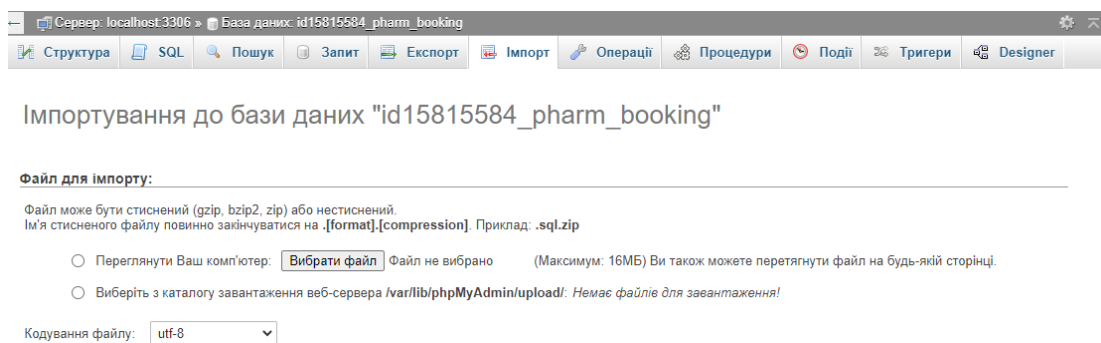 Сервер: localhost:3306 » База даних: id15815584_pharm_booking
Структура SQL Пошук Запит Експорт Імпорт Операції Процедури Події Тригери Designer
Імпортування до бази даних "id15815584_pharm_booking"
Файл для імпорту:
Файл може бути стиснений (gzip, bzip2, zip) або нестиснений.
Ім'я стисненого файлу повинно закінчуватися на .[format].[compression]. Приклад: .sql.zip
Переглянути Ваш комп'ютер: Вибрати файл Файл не вибрано (Максимум: 16МБ) Ви також можете перетягнути файл на будь-якій сторінці.
Виберіть з каталогу завантаження веб-сервера /var/lib/phpMyAdmin/upload/: Немає файлів для завантаження!
Кодування файлу: utf-8